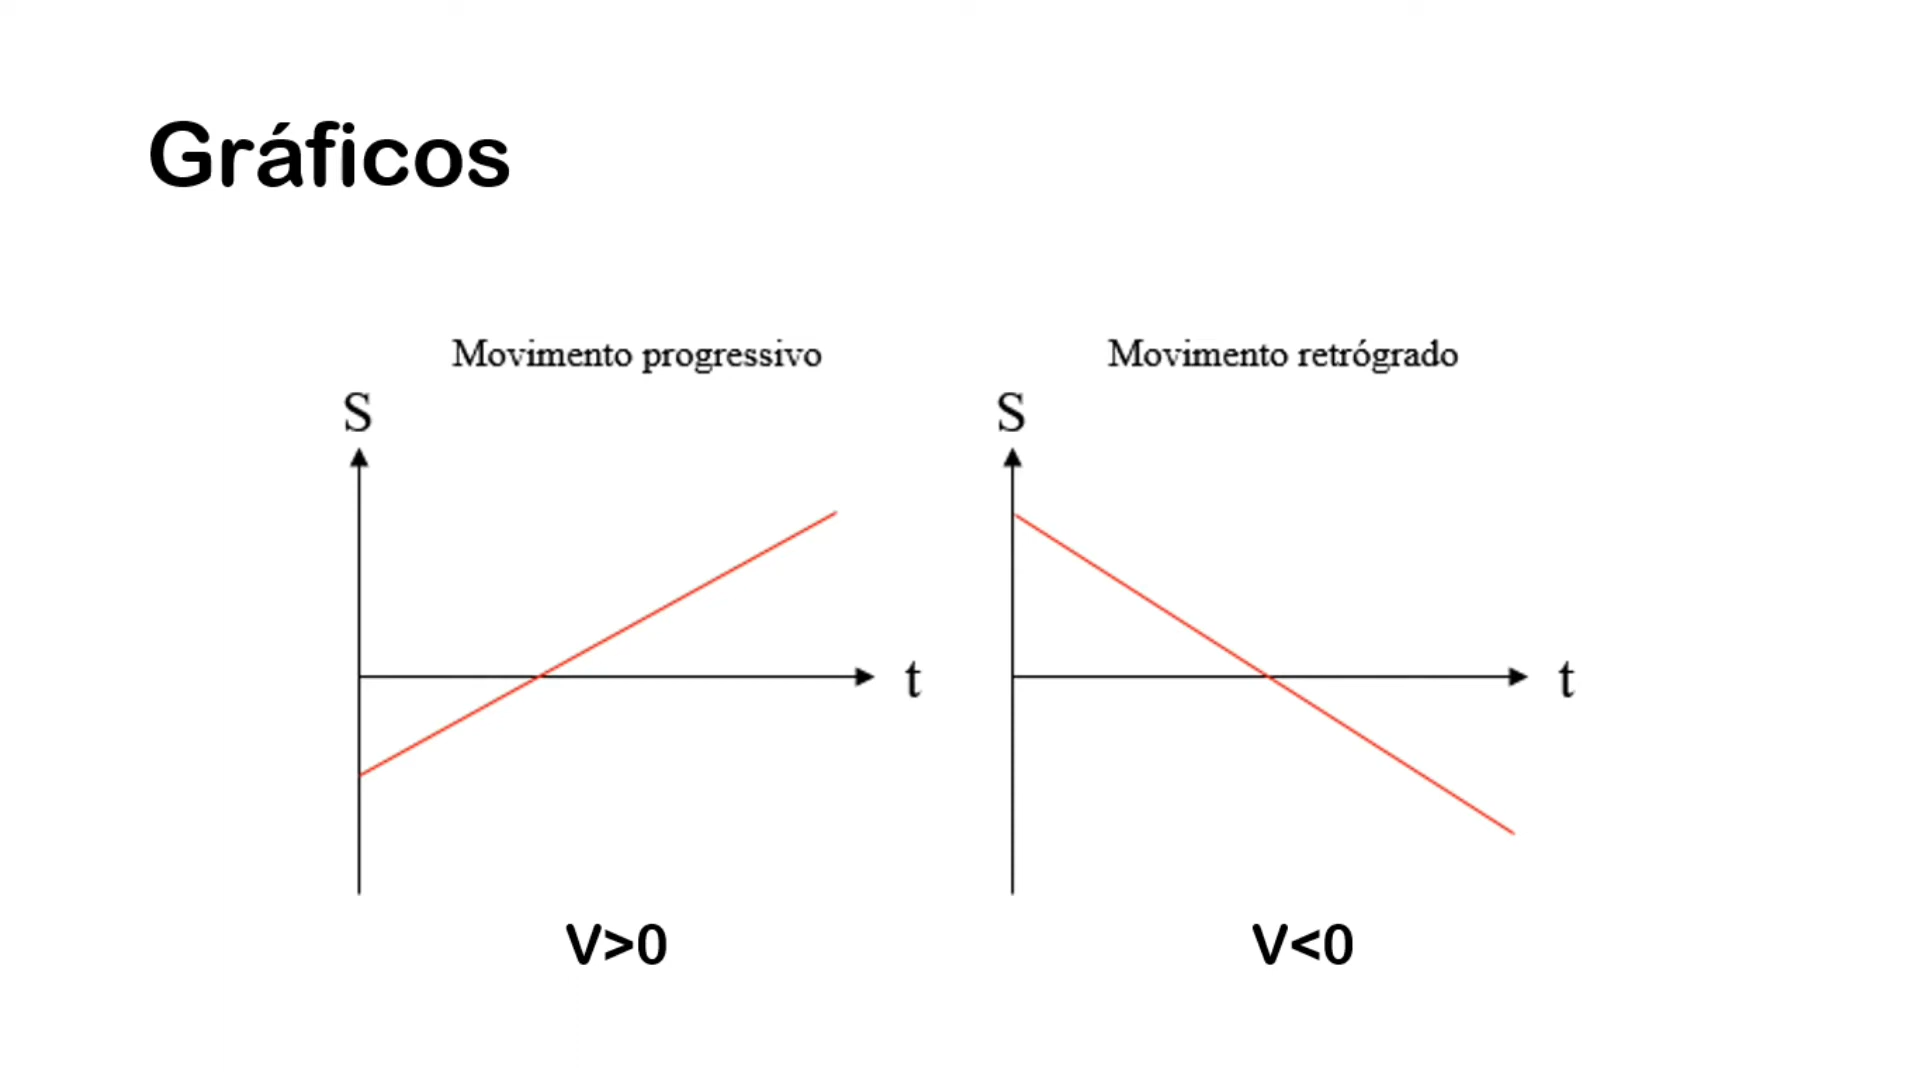 Gráficos
Movimento progressivo
S
t
V>0
Movimento retrógrado
S
t
V<0